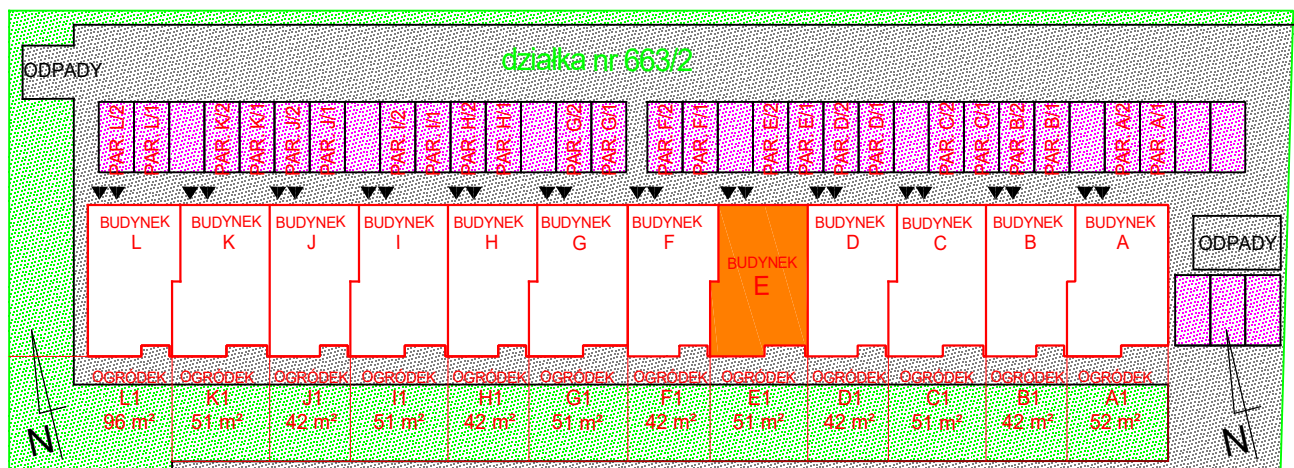 działka nr 663/2
ODPADY
PAR. L/2
PAR. L/1
PAR. K/2
PAR. K/1
PAR. J/2
PAR. J/1
PAR. I/2
PAR. I/1
PAR. H/2
PAR. H/1
PAR. G/2
PAR. G/1
PAR. F/2
PAR. F/1
PAR. E/2
PAR. E/1
PAR. D/2
PAR. D/1
PAR. C/2
PAR. C/1
PAR. B/2
PAR. B/1
PAR. A/2
PAR. A/1
BUDYNEK
L
BUDYNEK
K
BUDYNEK
J
BUDYNEK
I
BUDYNEK
H
BUDYNEK
G
BUDYNEK
F
BUDYNEK
E
BUDYNEK
D
BUDYNEK
C
BUDYNEK
B
BUDYNEK
A
ODPADY
OGRÓDEK
L1
96 m²
OGRÓDEK
K1
51 m²
OGRÓDEK
J1
42 m²
OGRÓDEK
I1
51 m²
OGRÓDEK
H1
42 m²
OGRÓDEK
G1
51 m²
OGRÓDEK
F1
42 m²
OGRÓDEK
E1
51 m²
OGRÓDEK
D1
42 m²
OGRÓDEK
C1
51 m²
OGRÓDEK
B1
42 m²
OGRÓDEK
A1
52 m²
N
N